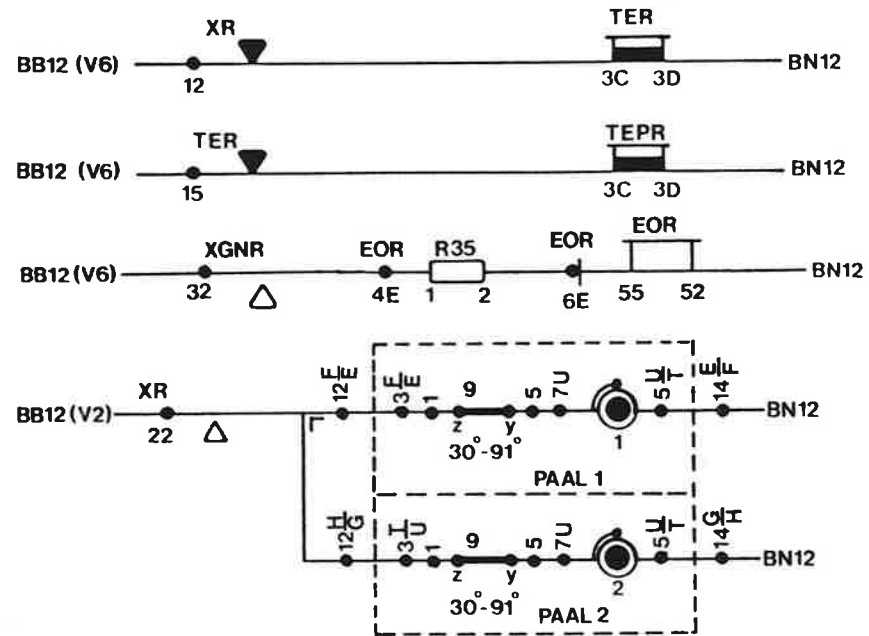 XR TER
BB12 (V6) 12 3C 3D BN12
TER TEPR
BB12 (V6) 15 3C 3D BN12
XGNR EOR R35 EOR EOR
BB12 (V6) 32 4E 1 2 6E 55 52 BN12
XR 12 F/E 3 F/E 1 9 5 7U 5 U/T 14 E/F
BB12 (V2) 22 z y 1 BN12
30°-91°
PAAL 1
12 H/G 3 I/U 1 9 5 7U 5 U/T 14 G/H
z y 2 BN12
30°-91°
PAAL 2